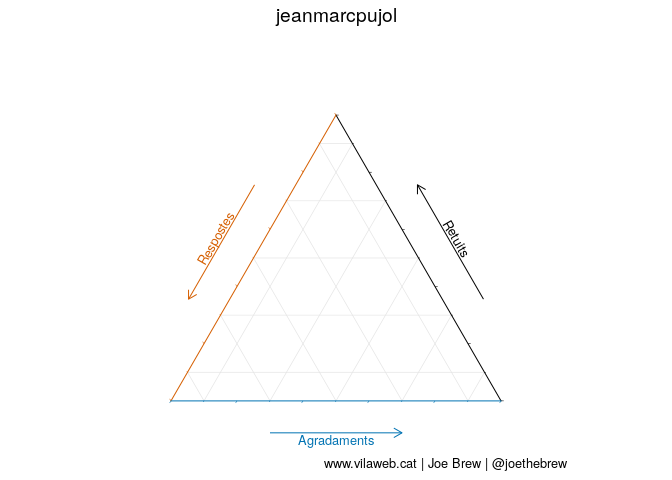 jeanmarcpujol
Respostes
Retuits
Agradaments
www.vilaweb.cat | Joe Brew | @joethebrew